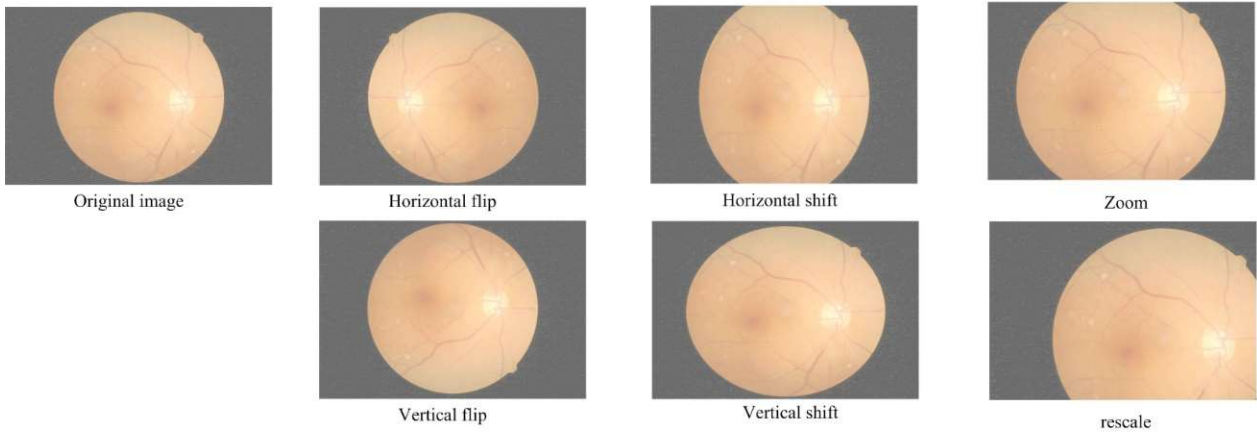 Original image
Horizontal flip
Horizontal shift
Zoom
Vertical flip
Vertical shift
rescale